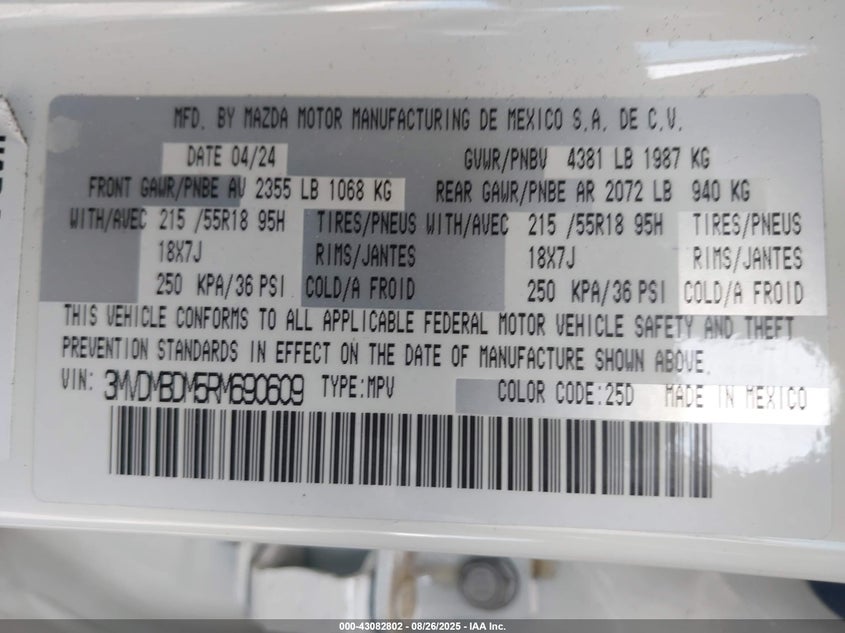 MFD. BY MAZDA MOTOR MANUFACTURING DE MEXICO S.A. DE C.V.
DATE 04/24 GVWR/PNBV 4381 LB 1987 KG
FRONT GAWR/PNBE AV 2355 LB 1068 KG REAR GAWR/PNBE AR 2072 LB 940 KG
WITH/AVEC 215 /55R18 95H TIRES/PNEUS WITH/AVEC 215 /55R18 95H TIRES/PNEUS
18X7J RIMS/JANTES 18X7J RIMS/JANTES
250 KPA/36 PSI COLD/A FROID 250 KPA/36 PSI COLD/A FROID
THIS VEHICLE CONFORMS TO ALL APPLICABLE FEDERAL MOTOR VEHICLE SAFETY AND THEFT
PREVENTION STANDARDS IN EFFECT ON THE DATE OF MANUFACTURE SHOWN ABOVE.
VIN: 3MVDMBDM5RM690609 TYPE:MPV COLOR CODE:25D MADE IN MEXICO
000-43082802 - 08/26/2025 - IAA Inc.